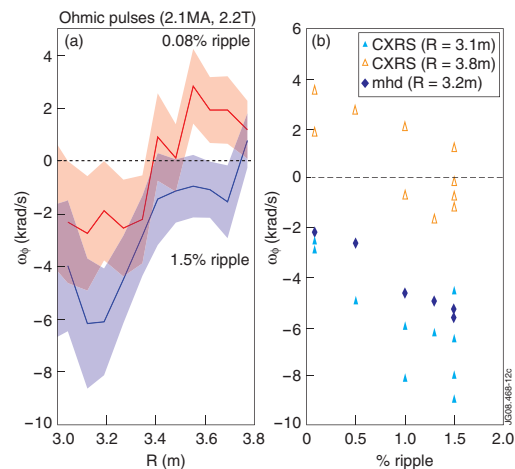 Ohmic pulses (2.1MA, 2.2T)
(a)
0.08% ripple
1.5% ripple
4
2
0
−2
−4
−6
−8
−10
ωϕ (krad/s)
3.0
3.2
3.4
3.6
3.8
R (m)
(b)
CXRS (R = 3.1m)
CXRS (R = 3.8m)
mhd (R = 3.2m)
6
4
2
0
−2
−4
−6
−8
−10
ωϕ (krad/s)
0
0.5
1.0
1.5
2.0
% ripple
JG08.468-12c